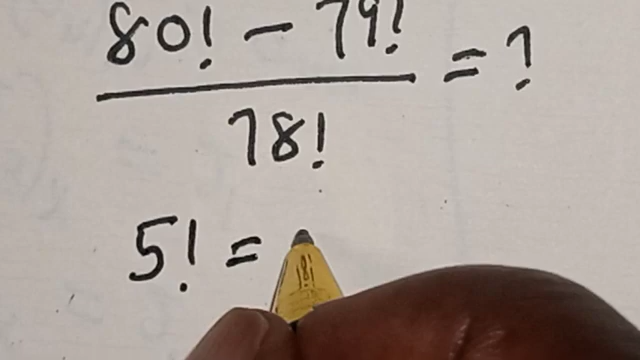 80! - 79!
= ?
78!
5! =